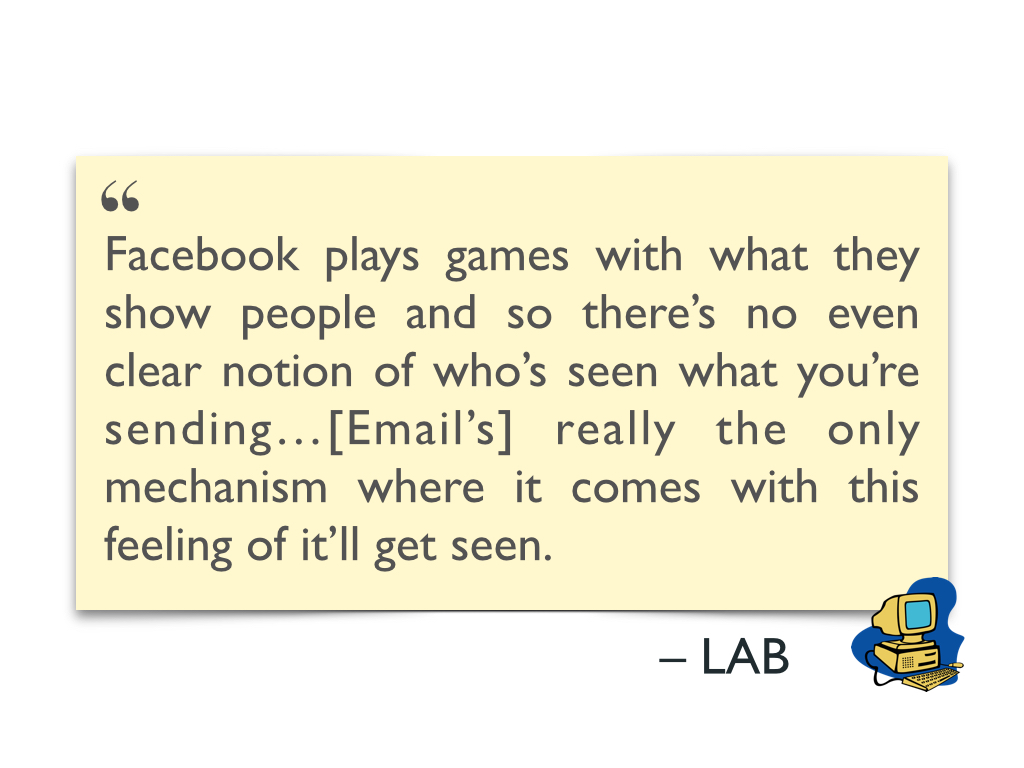 “
Facebook plays games with what they
show people and so there’s no even
clear notion of who’s seen what you’re
sending…[Email’s] really the only
mechanism where it comes with this
feeling of it’ll get seen.
– LAB